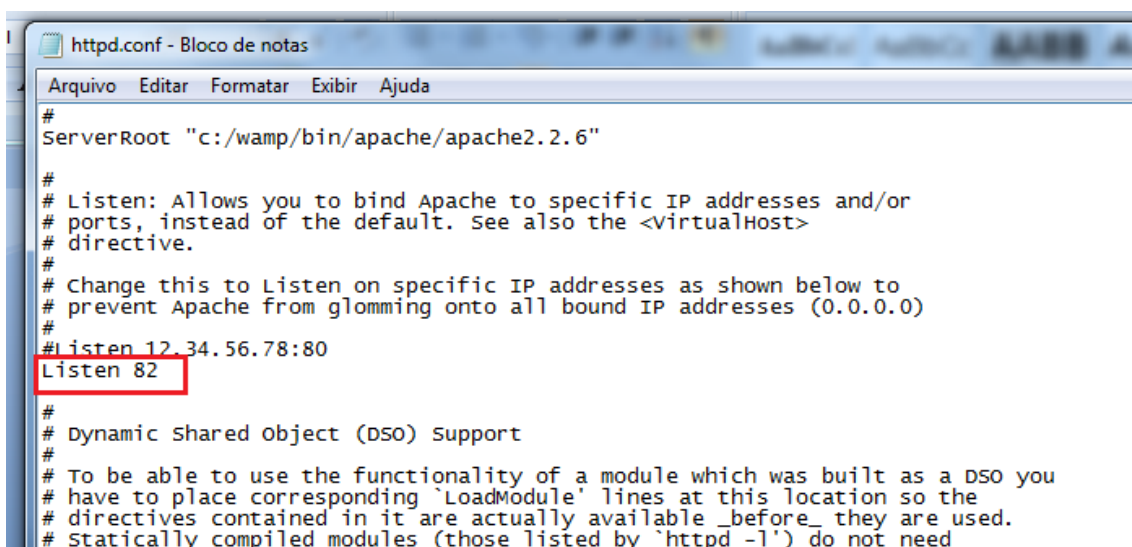 httpd.conf - Bloco de notas
Arquivo Editar Formatar Exibir Ajuda
#
ServerRoot "c:/wamp/bin/apache/apache2.2.6"
#
# Listen: Allows you to bind Apache to specific IP addresses and/or
# ports, instead of the default. See also the <VirtualHost>
# directive.
#
# Change this to Listen on specific IP addresses as shown below to
# prevent Apache from glomming onto all bound IP addresses (0.0.0.0)
#
#Listen 12.34.56.78:80
Listen 82
#
# Dynamic Shared Object (DSO) Support
#
# To be able to use the functionality of a module which was built as a DSO you
# have to place corresponding `LoadModule' lines at this location so the
# directives contained in it are actually available _before_ they are used.
# Statically compiled modules (those listed by `httpd -l') do not need